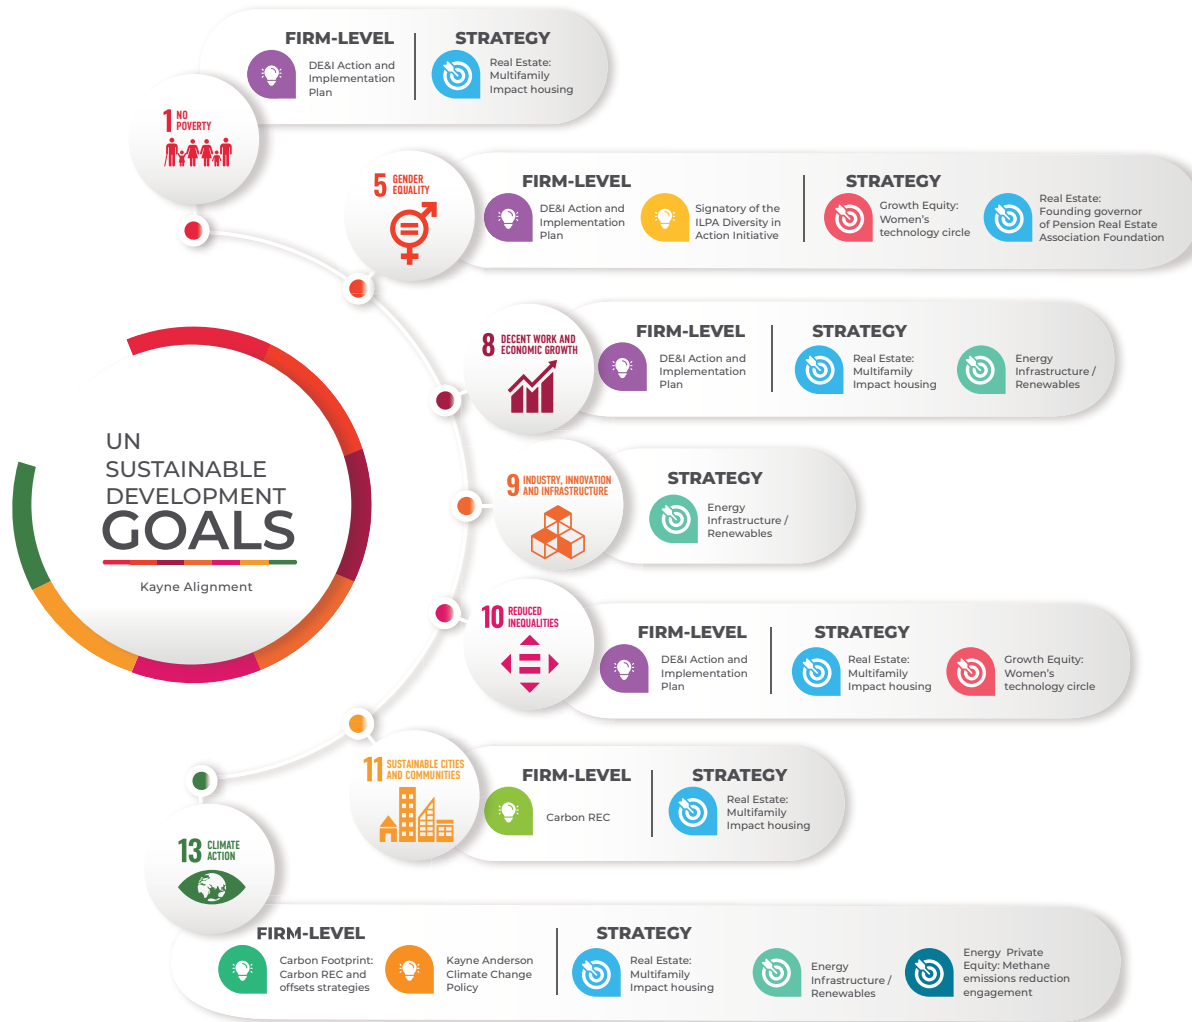 FIRM-LEVEL
DE&I Action and
Implementation
Plan
STRATEGY
Real Estate:
Multifamily
Impact housing
1 NO
POVERTY
5 GENDER
EQUALITY
FIRM-LEVEL
DE&I Action and
Implementation
Plan
Signatory of the
ILPA Diversity in
Action Initiative
STRATEGY
Growth Equity:
Women's
technology circle
Real Estate:
Founding governor
of Pension Real Estate
Association Foundation
8 DECENT WORK AND
ECONOMIC GROWTH
FIRM-LEVEL
DE&I Action and
Implementation
Plan
STRATEGY
Real Estate:
Multifamily
Impact housing
Energy
Infrastructure /
Renewables
UN
SUSTAINABLE
DEVELOPMENT
GOALS
Kayne Alignment
9 INDUSTRY, INNOVATION
AND INFRASTRUCTURE
STRATEGY
Energy
Infrastructure /
Renewables
10 REDUCED
INEQUALITIES
FIRM-LEVEL
DE&I Action and
Implementation
Plan
STRATEGY
Real Estate:
Multifamily
Impact housing
Growth Equity:
Women's
technology circle
11 SUSTAINABLE CITIES
AND COMMUNITIES
FIRM-LEVEL
Carbon REC
STRATEGY
Real Estate:
Multifamily
Impact housing
13 CLIMATE
ACTION
FIRM-LEVEL
Carbon Footprint:
Carbon REC and
offsets strategies
Kayne Anderson
Climate Change
Policy
STRATEGY
Real Estate:
Multifamily
Impact housing
Energy
Infrastructure /
Renewables
Energy Private
Equity: Methane
emissions reduction
engagement